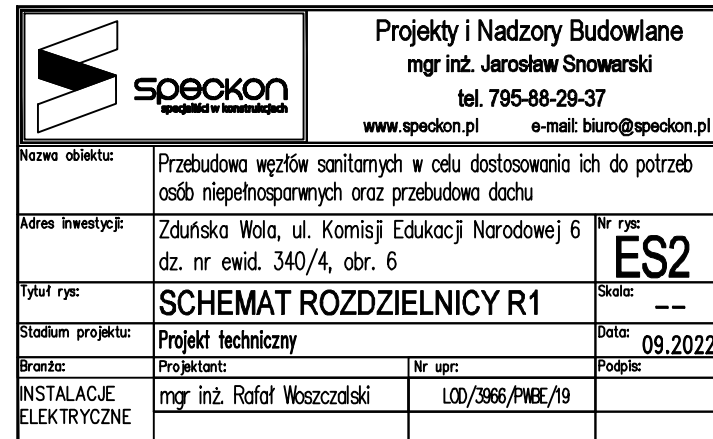 Projekty i Nadzory Budowlane
mgr inż. Jarosław Snowarski
tel. 795-88-29-37
www.speckon.pl e-mail: biuro@speckon.pl
speckon
specjaliści w konstrukcjach
Nazwa obiektu:
Przebudowa węzłów sanitarnych w celu dostosowania ich do potrzeb
osób niepełnosparwnych oraz przebudowa dachu
Adres inwestycji:
Zduńska Wola, ul. Komisji Edukacji Narodowej 6
dz. nr ewid. 340/4, obr. 6
Nr rys:
ES2
Tytuł rys:
SCHEMAT ROZDZIELNICY R1
Skala:
--
Stadium projektu:
Projekt techniczny
Data:
09.2022
Branża: Projektant: Nr upr: Podpis:
INSTALACJE
ELEKTRYCZNE
mgr inż. Rafał Woszczalski
LOD/3966/PWBE/19